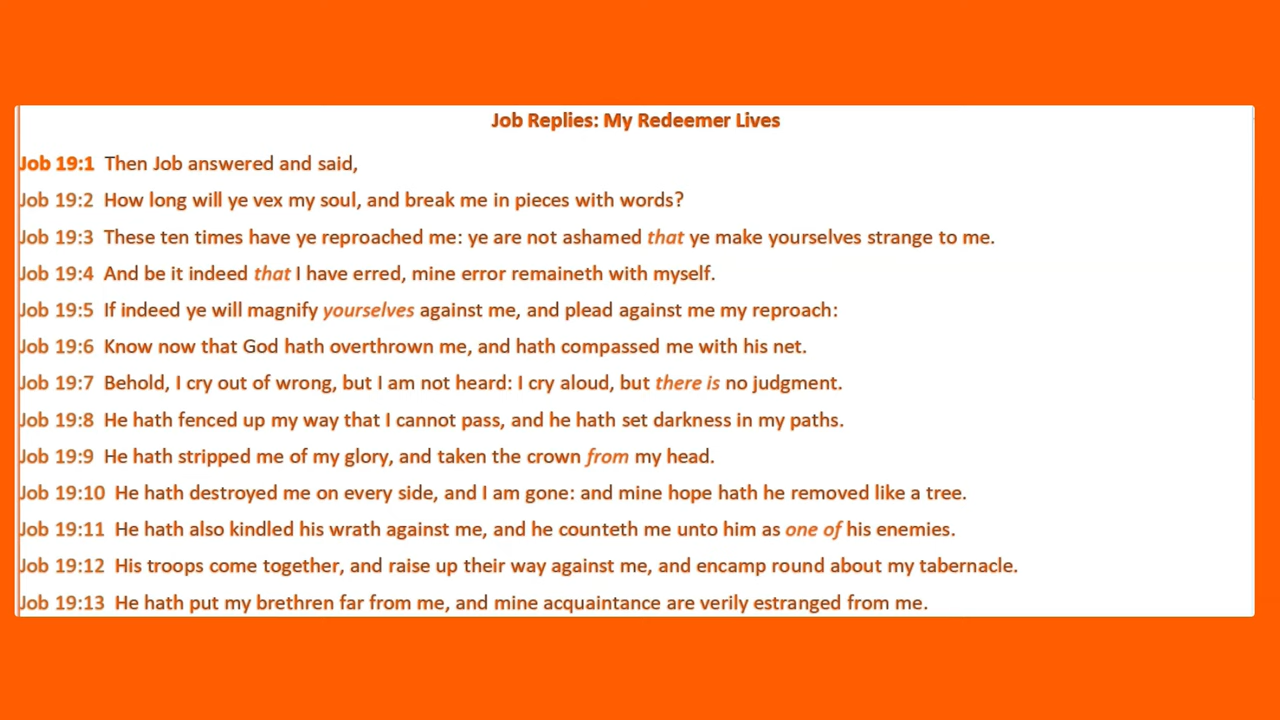 Job Replies: My Redeemer Lives
Job 19:1 Then Job answered and said,
Job 19:2 How long will ye vex my soul, and break me in pieces with words?
Job 19:3 These ten times have ye reproached me: ye are not ashamed that ye make yourselves strange to me.
Job 19:4 And be it indeed that I have erred, mine error remaineth with myself.
Job 19:5 If indeed ye will magnify yourselves against me, and plead against me my reproach:
Job 19:6 Know now that God hath overthrown me, and hath compassed me with his net.
Job 19:7 Behold, I cry out of wrong, but I am not heard: I cry aloud, but there is no judgment.
Job 19:8 He hath fenced up my way that I cannot pass, and he hath set darkness in my paths.
Job 19:9 He hath stripped me of my glory, and taken the crown from my head.
Job 19:10 He hath destroyed me on every side, and I am gone: and mine hope hath he removed like a tree.
Job 19:11 He hath also kindled his wrath against me, and he counteth me unto him as one of his enemies.
Job 19:12 His troops come together, and raise up their way against me, and encamp round about my tabernacle.
Job 19:13 He hath put my brethren far from me, and mine acquaintance are verily estranged from me.